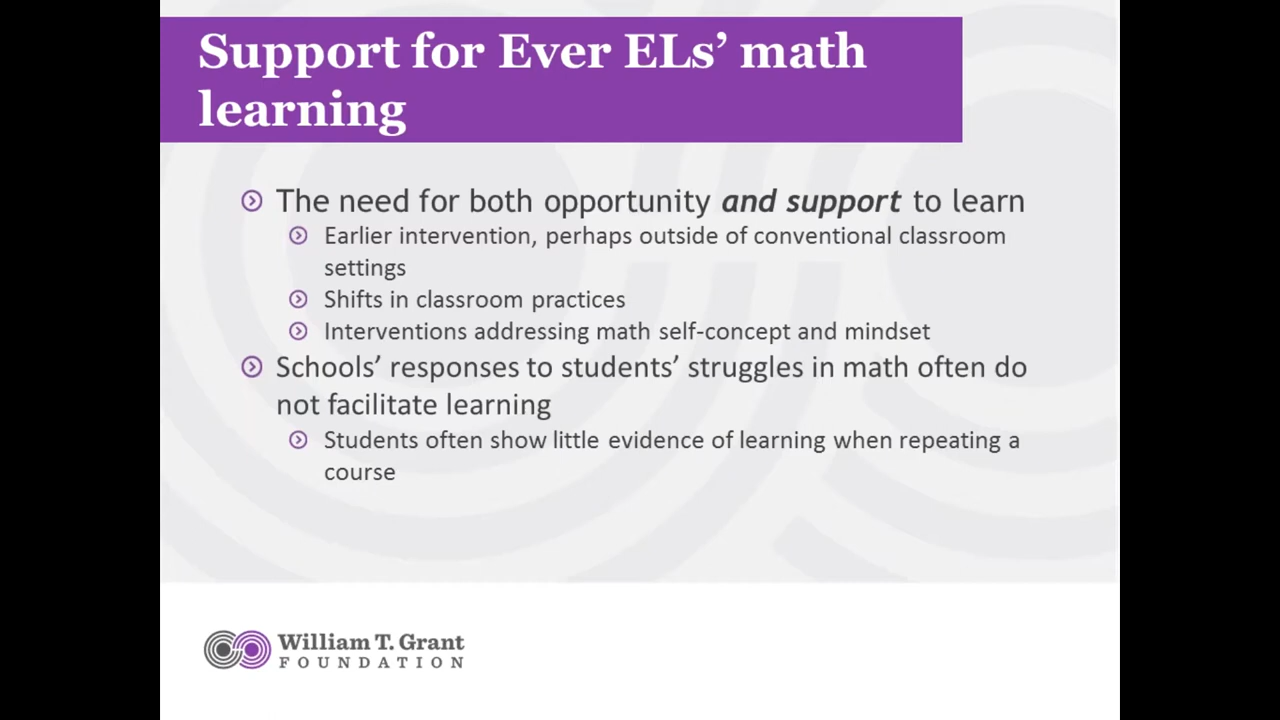 Support for Ever ELs’ math
learning
The need for both opportunity and support to learn
Earlier intervention, perhaps outside of conventional classroom
settings
Shifts in classroom practices
Interventions addressing math self-concept and mindset
Schools’ responses to students’ struggles in math often do
not facilitate learning
Students often show little evidence of learning when repeating a
course
William T. Grant
FOUNDATION